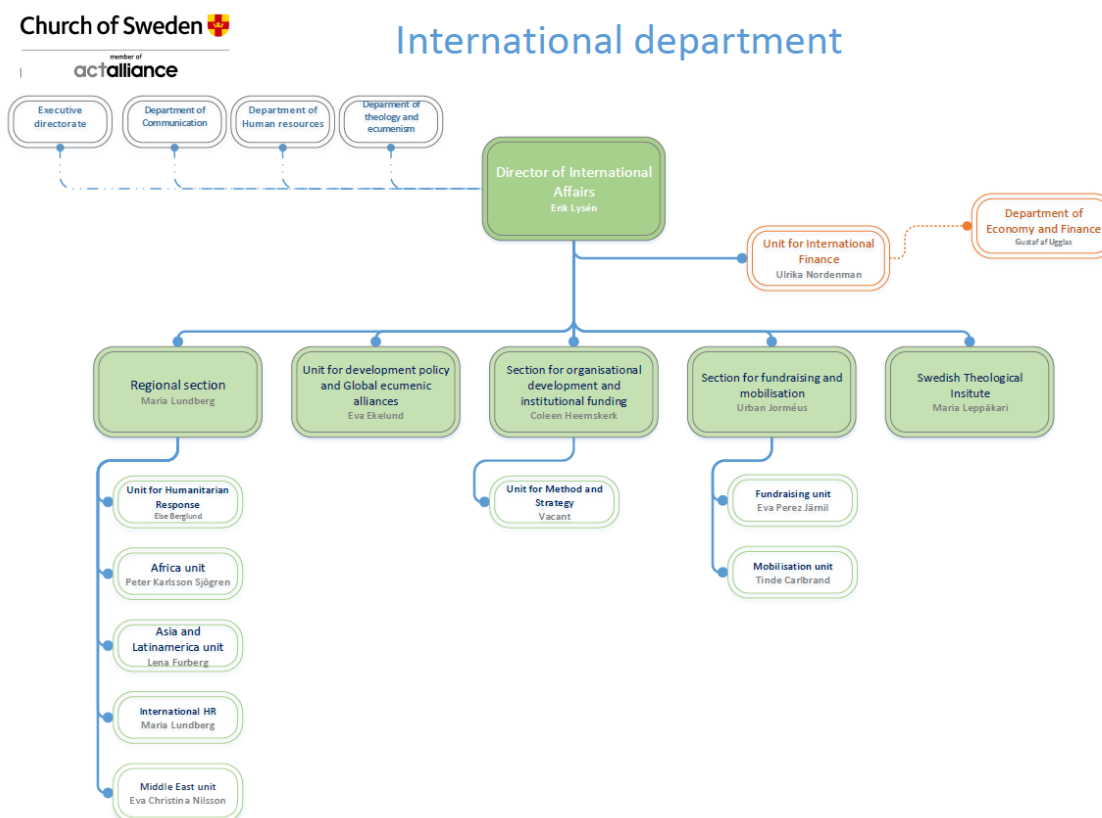 Church of Sweden
member of
actalliance
International department
Executive
directorate
Department of
Communication
Department of
Human resources
Deparment of
theology and
ecumenism
Director of International
Affairs
Erik Lysén
Department of
Economy and Finance
Gustaf af Ugglas
Unit for International
Finance
Ulrika Nordenman
Regional section
Maria Lundberg
Unit for development policy
and Global ecumenic
alliances
Eva Ekelund
Section for organisational
development and
institutional funding
Coleen Heemskerk
Section for fundraising and
mobilisation
Urban Jorméus
Swedish Theological
Insitute
Maria Leppäkari
Unit for Humanitarian
Response
Else Berglund
Africa unit
Peter Karlsson Sjögren
Asia and
Latinamerica unit
Lena Furberg
International HR
Maria Lundberg
Middle East unit
Eva Christina Nilsson
Unit for Method and
Strategy
Vacant
Fundraising unit
Eva Perez Järnil
Mobilisation unit
Tinde Carlbrand